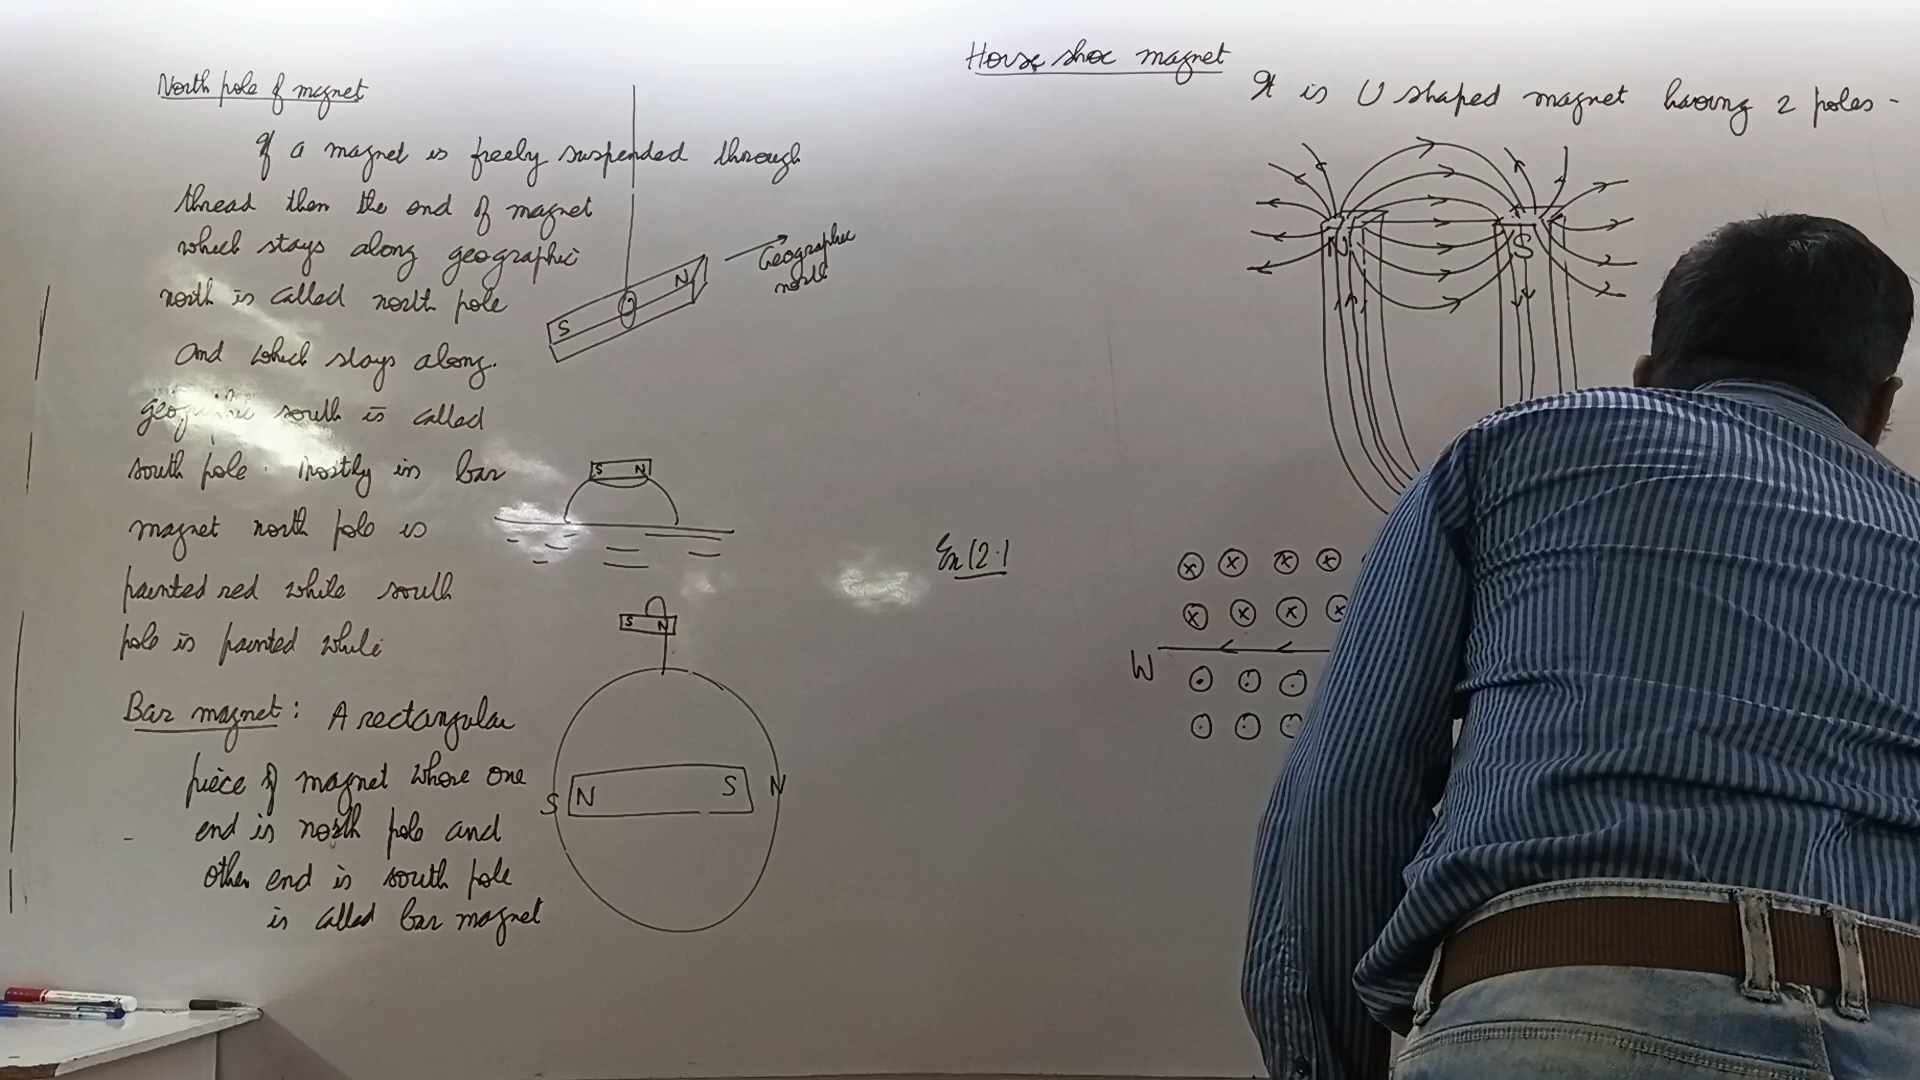 North pole of magnet
If a magnet is freely suspended through
thread then the end of magnet
which stays along geographic
north is called north pole
and which stays along.
geographic south is called
south pole. Mostly in bar
magnet north pole is
painted red while south
pole is painted while
S N
Geographic
north
S N
S N
Bar magnet: A rectangular
piece of magnet whose one
end is north pole and
other end is south pole
is called bar magnet
S N S N
Horse shoe magnet
It is U shaped magnet having 2 poles -
N S
12.1
W